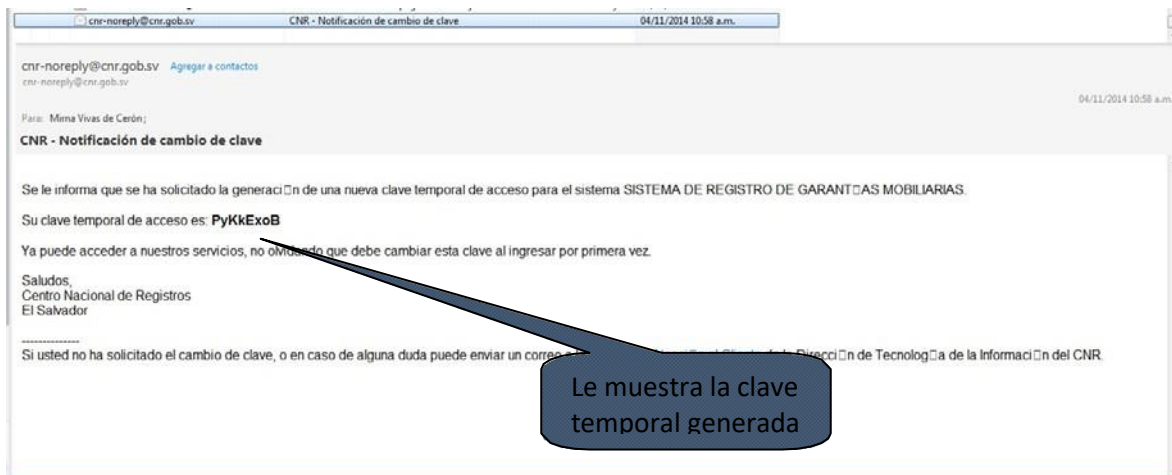 cnr-noreply@cnr.gob.sv CNR - Notificación de cambio de clave 04/11/2014 10:58 a.m.
cnr-noreply@cnr.gob.sv Agregar a contactos
cnr-noreply@cnr.gob.sv
04/11/2014 10:58 a.m.
Para: Mirna Vivas de Cerón;
CNR - Notificación de cambio de clave
Se le informa que se ha solicitado la generaci□n de una nueva clave temporal de acceso para el sistema SISTEMA DE REGISTRO DE GARANT□AS MOBILIARIAS.
Su clave temporal de acceso es: PyKkExoB
Ya puede acceder a nuestros servicios, no olvidando que debe cambiar esta clave al ingresar por primera vez.
Saludos,
Centro Nacional de Registros
El Salvador
--------------
Si usted no ha solicitado el cambio de clave, o en caso de alguna duda puede enviar un correo a Direcci□n de Tecnolog□a de la Informaci□n del CNR.
Le muestra la clave
temporal generada